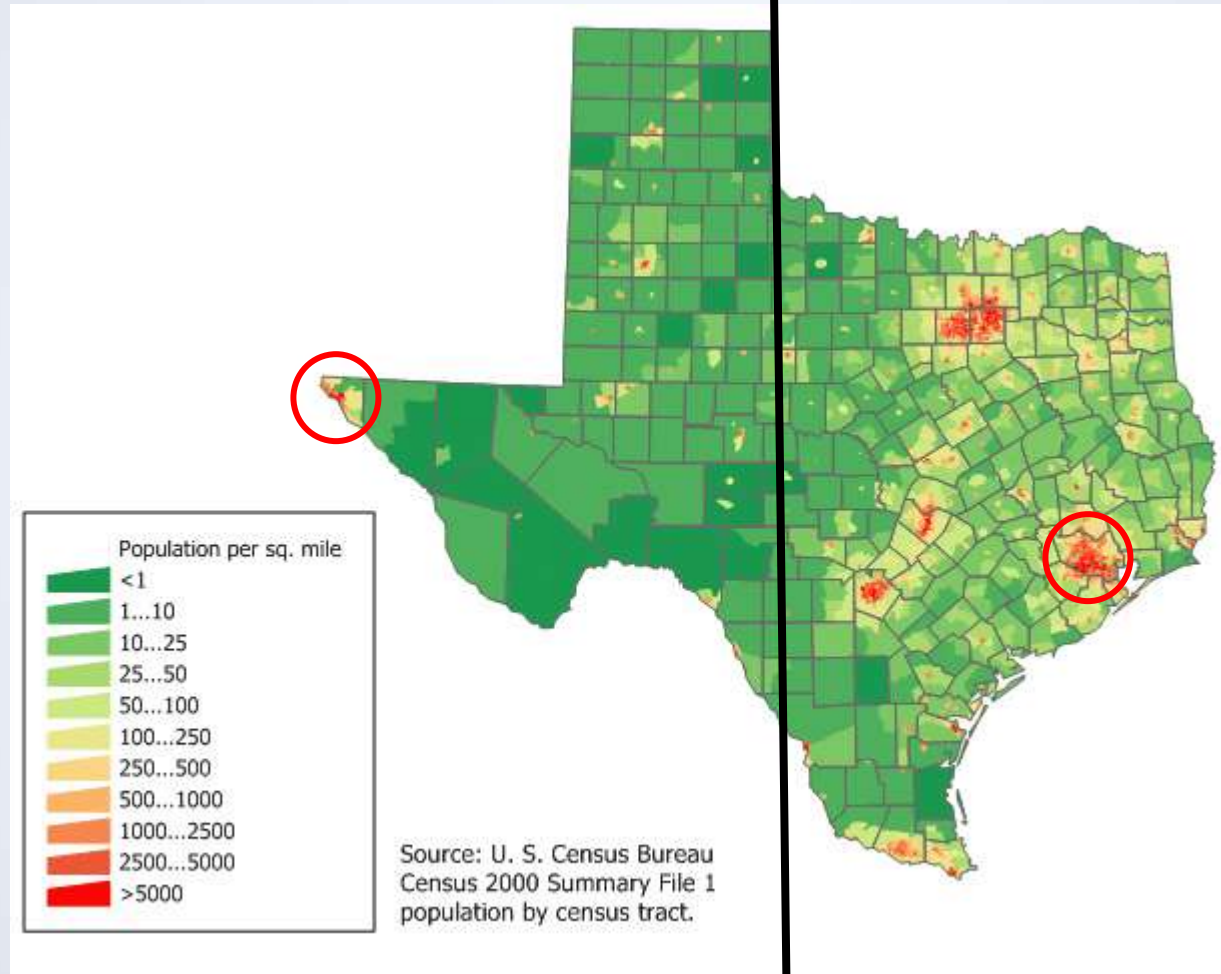 Population per sq. mile
<1
1...10
10...25
25...50
50...100
100...250
250...500
500...1000
1000...2500
2500...5000
>5000
Source: U. S. Census Bureau
Census 2000 Summary File 1
population by census tract.